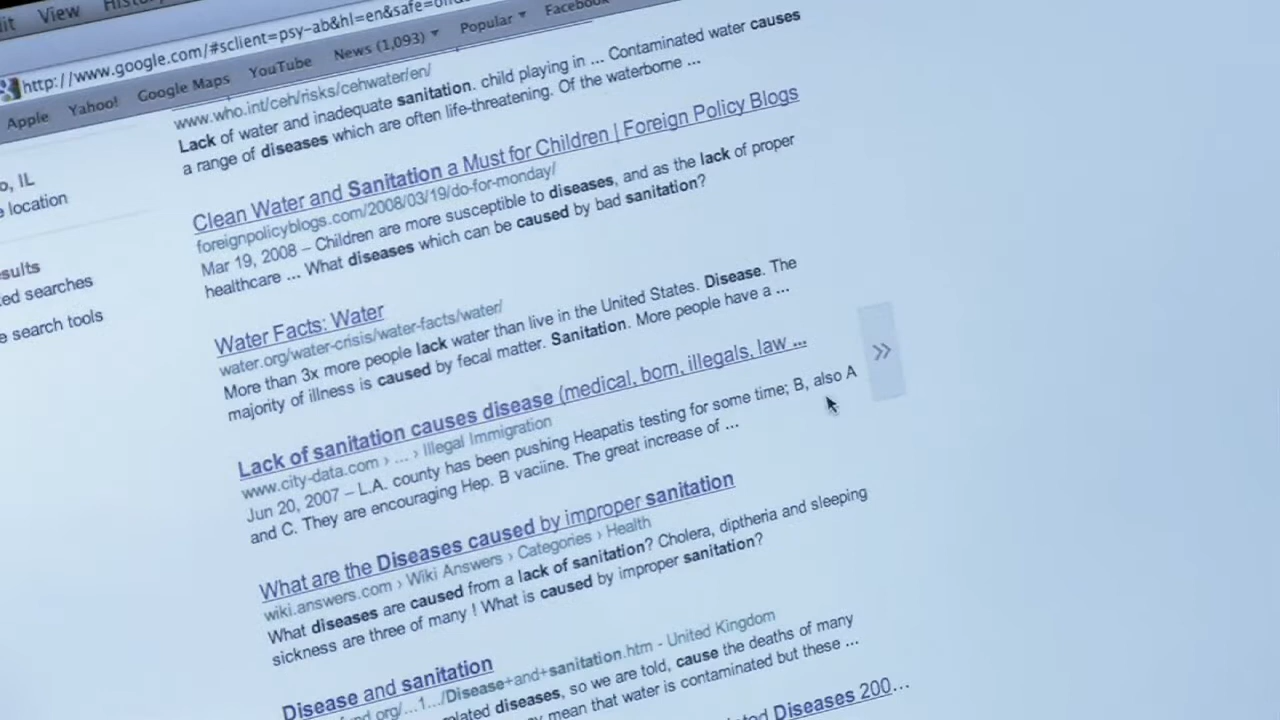 View
http://www.google.com/#sclient=psy-ab&hl=en&safe=
Apple Yahoo! Google Maps YouTube News (1,093) Popular Facebook
www.who.int/ceh/risks/cehwater/en/
Lack of water and inadequate sanitation. child playing in ... Contaminated water causes
a range of diseases which are often life-threatening. Of the waterborne ...
IL
location
Clean Water and Sanitation a Must for Children | Foreign Policy Blogs
foreignpolicyblogs.com/2008/03/19/do-for-monday/
Mar 19, 2008 – Children are more susceptible to diseases, and as the lack of proper
healthcare ... What diseases which can be caused by bad sanitation?
searches
search tools
Water Facts: Water
water.org/water-crisis/water-facts/water/
More than 3x more people lack water than live in the United States. Disease. The
majority of illness is caused by fecal matter. Sanitation. More people have a ...
»
Lack of sanitation causes disease (medical, born, illegals, law ...
www.city-data.com › ... › Illegal Immigration
Jun 20, 2007 – L.A. county has been pushing Heapatis testing for some time; B, also A
and C. They are encouraging Hep. B vaciine. The great increase of ...
What are the Diseases caused by improper sanitation
wiki.answers.com › Wiki Answers › Categories › Health
What diseases are caused from a lack of sanitation? Cholera, diptheria and sleeping
sickness are three of many ! What is caused by improper sanitation?
Disease and sanitation
.org/...1.../Disease+and+sanitation.htm - United Kingdom
diseases, so we are told, cause the deaths of many
mean that water is contaminated but these ...
Diseases 200...